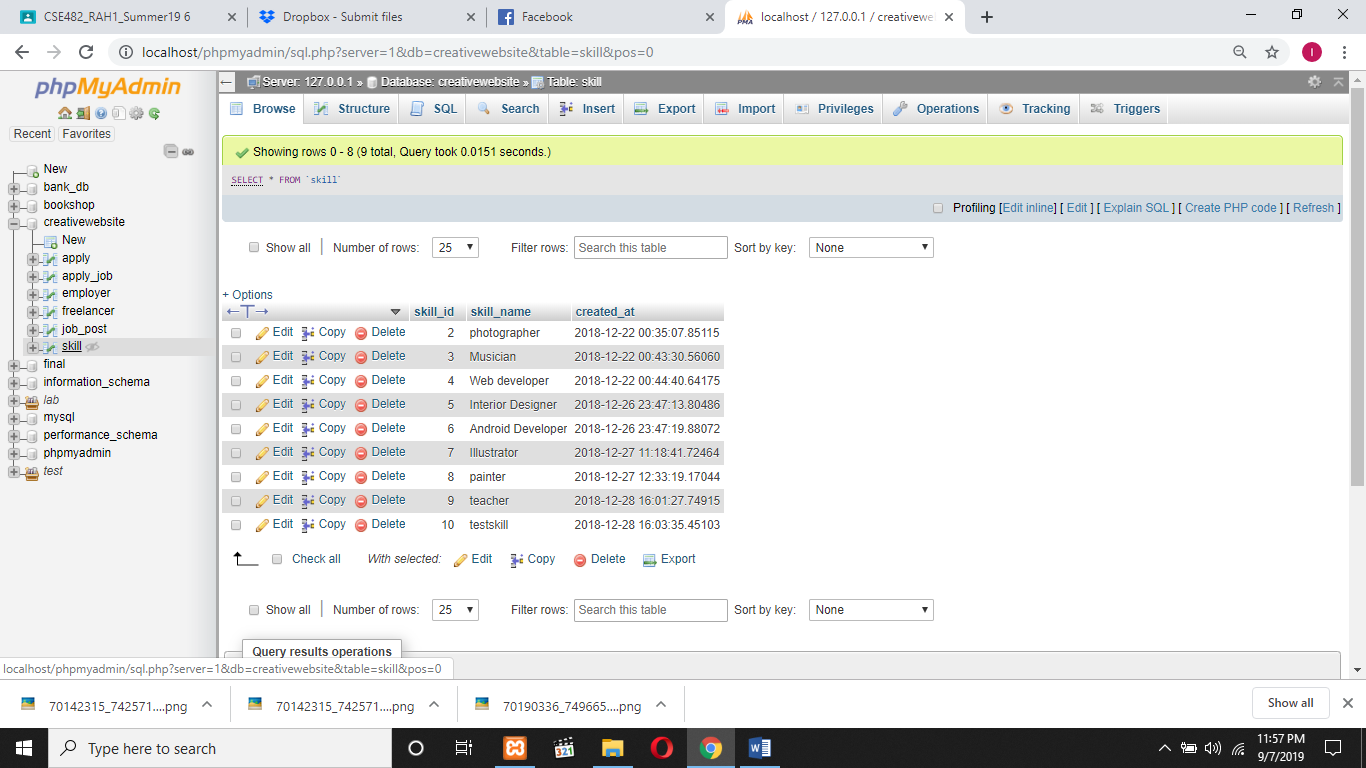 CSE482_RAH1_Summer19 6
Dropbox - Submit files
Facebook
localhost / 127.0.0.1 / creativewe
localhost/phpmyadmin/sql.php?server=1&db=creativewebsite&table=skill&pos=0
I
phpMyAdmin
Recent Favorites
New
bank_db
bookshop
creativewebsite
New
apply
apply_job
employer
freelancer
job_post
skill
final
information_schema
lab
mysql
performance_schema
phpmyadmin
test
Server: 127.0.0.1 » Database: creativewebsite » Table: skill
Browse Structure SQL Search Insert Export Import Privileges Operations Tracking Triggers
Showing rows 0 - 8 (9 total, Query took 0.0151 seconds.)
SELECT * FROM `skill`
Profiling [Edit inline] [ Edit ] [ Explain SQL ] [ Create PHP code ] [ Refresh ]
Show all Number of rows: 25 Filter rows: Search this table Sort by key: None
+ Options
←T→ skill_id skill_name created_at
Edit Copy Delete 2 photographer 2018-12-22 00:35:07.85115
Edit Copy Delete 3 Musician 2018-12-22 00:43:30.56060
Edit Copy Delete 4 Web developer 2018-12-22 00:44:40.64175
Edit Copy Delete 5 Interior Designer 2018-12-26 23:47:13.80486
Edit Copy Delete 6 Android Developer 2018-12-26 23:47:19.88072
Edit Copy Delete 7 Illustrator 2018-12-27 11:18:41.72464
Edit Copy Delete 8 painter 2018-12-27 12:33:19.17044
Edit Copy Delete 9 teacher 2018-12-28 16:01:27.74915
Edit Copy Delete 10 testskill 2018-12-28 16:03:35.45103
Check all With selected: Edit Copy Delete Export
Show all Number of rows: 25 Filter rows: Search this table Sort by key: None
Query results operations
localhost/phpmyadmin/sql.php?server=1&db=creativewebsite&table=skill&pos=0
70142315_742571....png
70142315_742571....png
70190336_749665....png
Show all
Type here to search
321
11:57 PM
9/7/2019